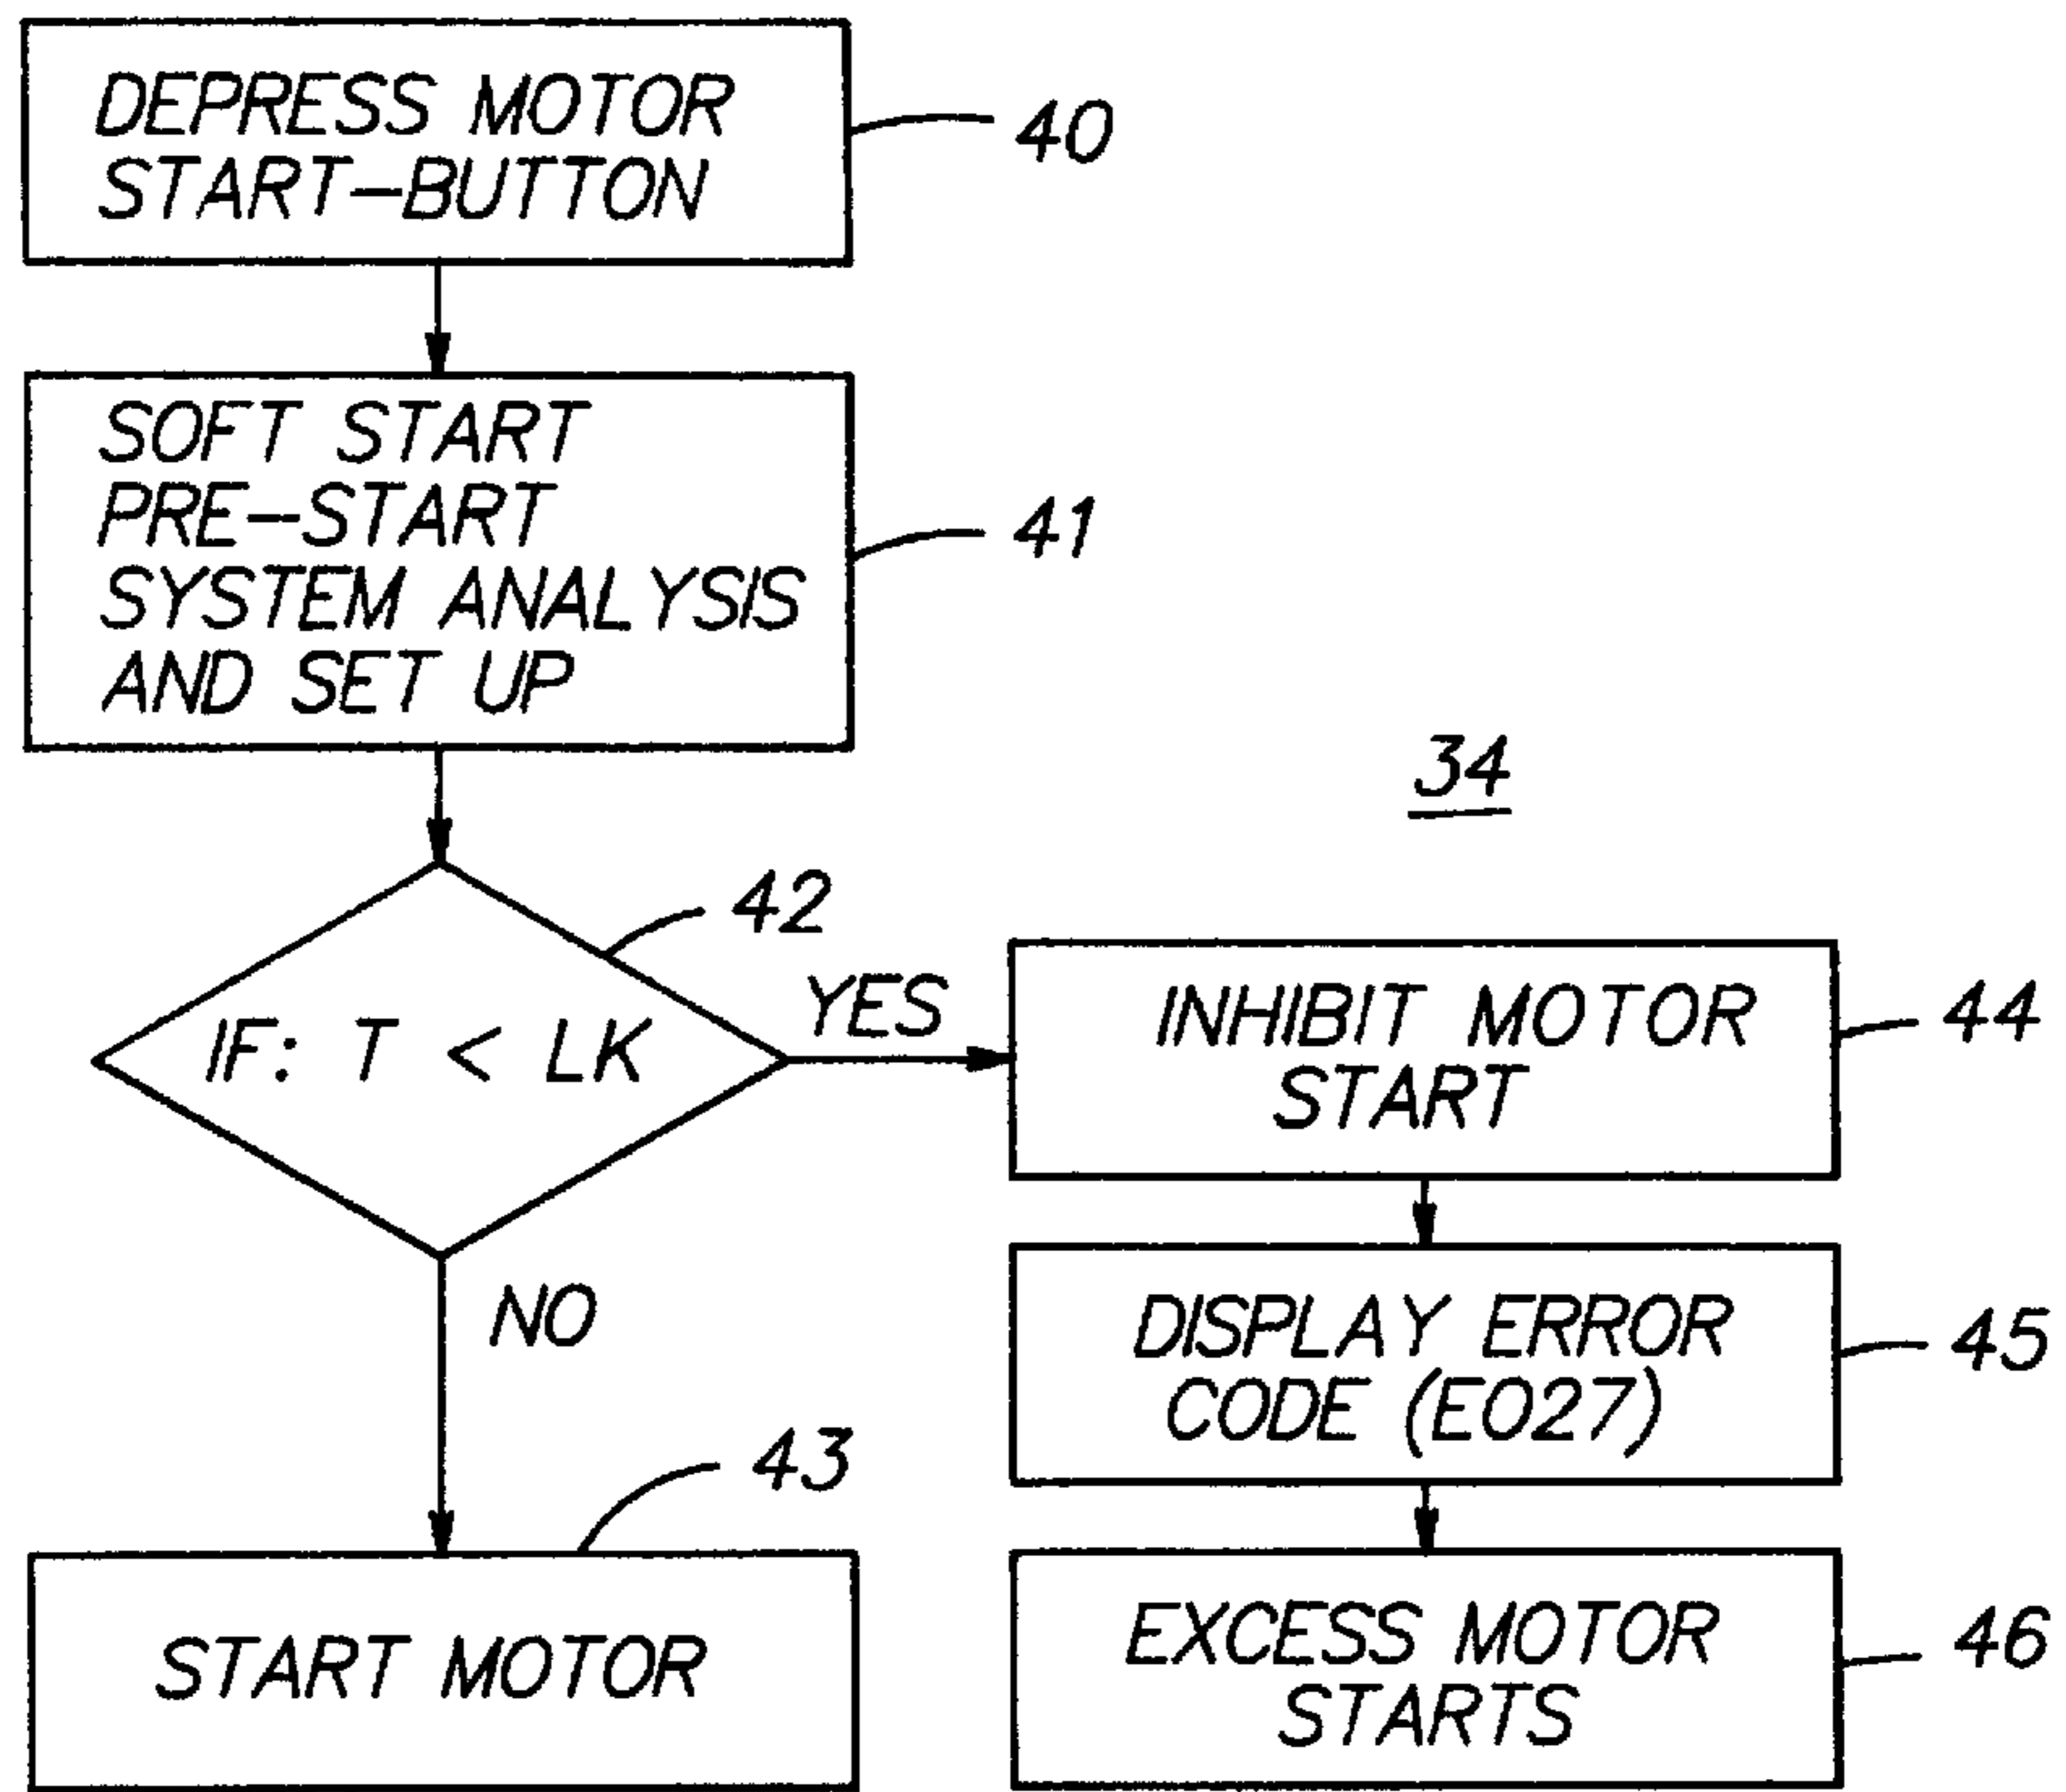 DEPRESS MOTOR
START-BUTTON
40
SOFT START
PRE-START
SYSTEM ANALYSIS
AND SET UP
41
34
42
IF: T < LK
YES
NO
INHIBIT MOTOR
START
44
DISPLAY ERROR
CODE (E027)
45
43
START MOTOR
EXCESS MOTOR
STARTS
46